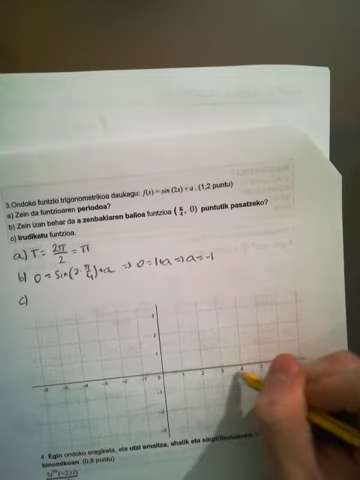 3.Ondoko funtzio trigonometrikoa daukagu: f(x) = sin (2x) + a . (1,2 puntu)
a) Zein da funtzioaren periodoa?
b) Zein izan behar da a zenbakiaren balioa funtzioa (π/4, 0) puntutik pasatzeko?
c) Irudikatu funtzioa.
a) T = 2π/2 = π
b) 0 = sin(2·π/4)+a ⇒ 0=1+a ⇒ a=-1
c)
4. Egin ondoko eragiketa, eta utzi emaitza, ahalik eta sinplifikatuenean,
binomikoan. (0,8 puntu)